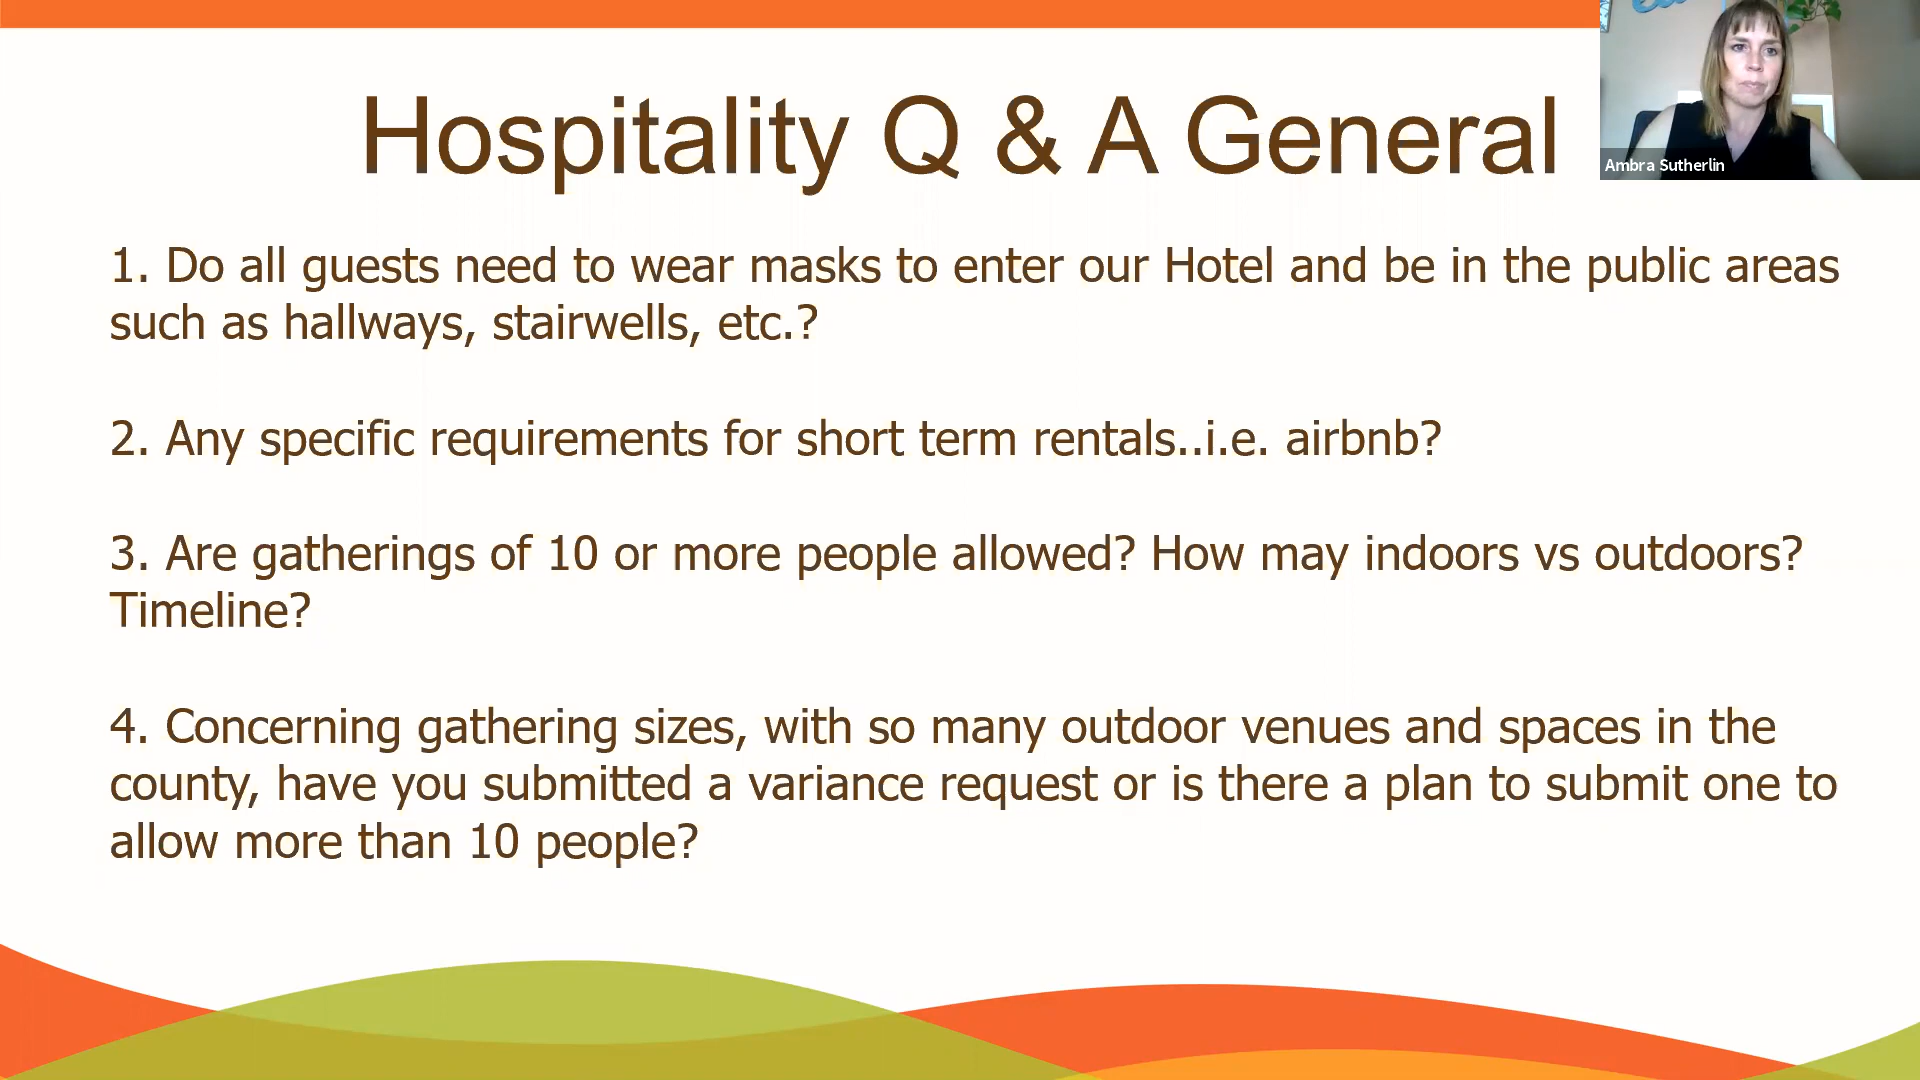 Hospitality Q & A General
Ambra Sutherlin
1. Do all guests need to wear masks to enter our Hotel and be in the public areas
such as hallways, stairwells, etc.?
2. Any specific requirements for short term rentals..i.e. airbnb?
3. Are gatherings of 10 or more people allowed? How may indoors vs outdoors?
Timeline?
4. Concerning gathering sizes, with so many outdoor venues and spaces in the
county, have you submitted a variance request or is there a plan to submit one to
allow more than 10 people?